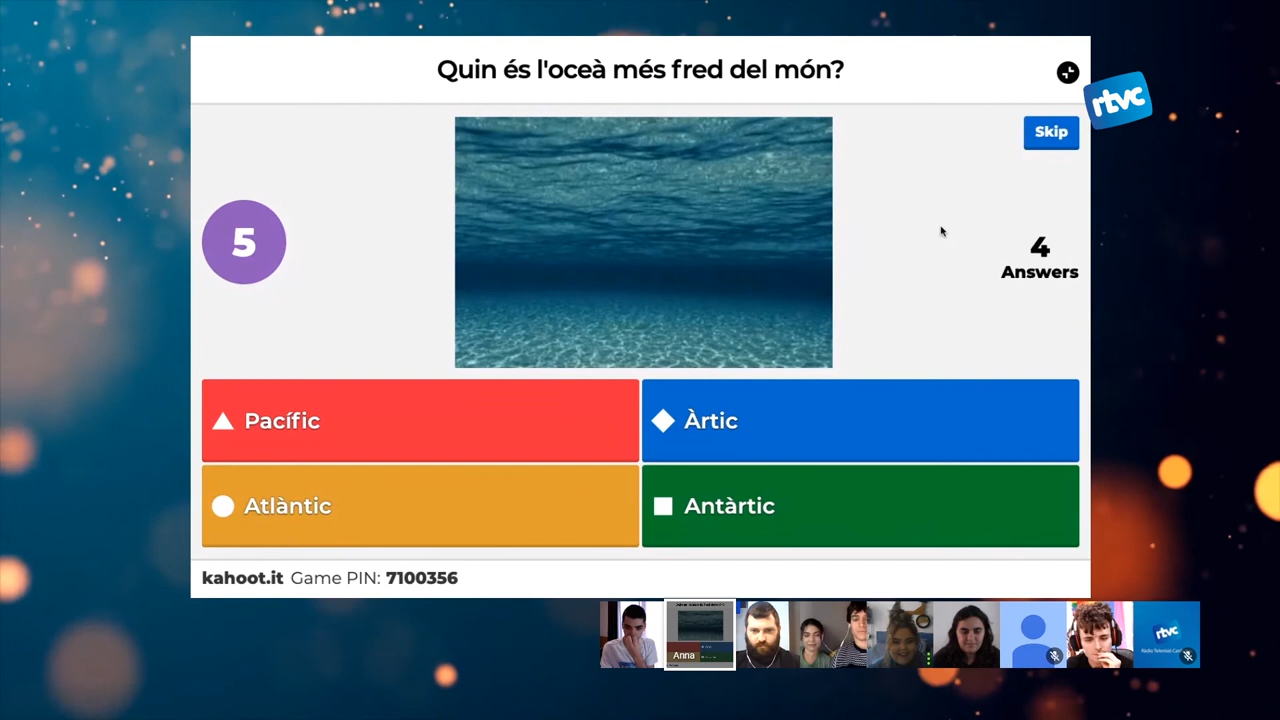 Quin és l'oceà més fred del món?
rtvc
Skip
5
4
Answers
Pacífic
Àrtic
Atlàntic
Antàrtic
kahoot.it Game PIN: 7100356
Anna
rtvc